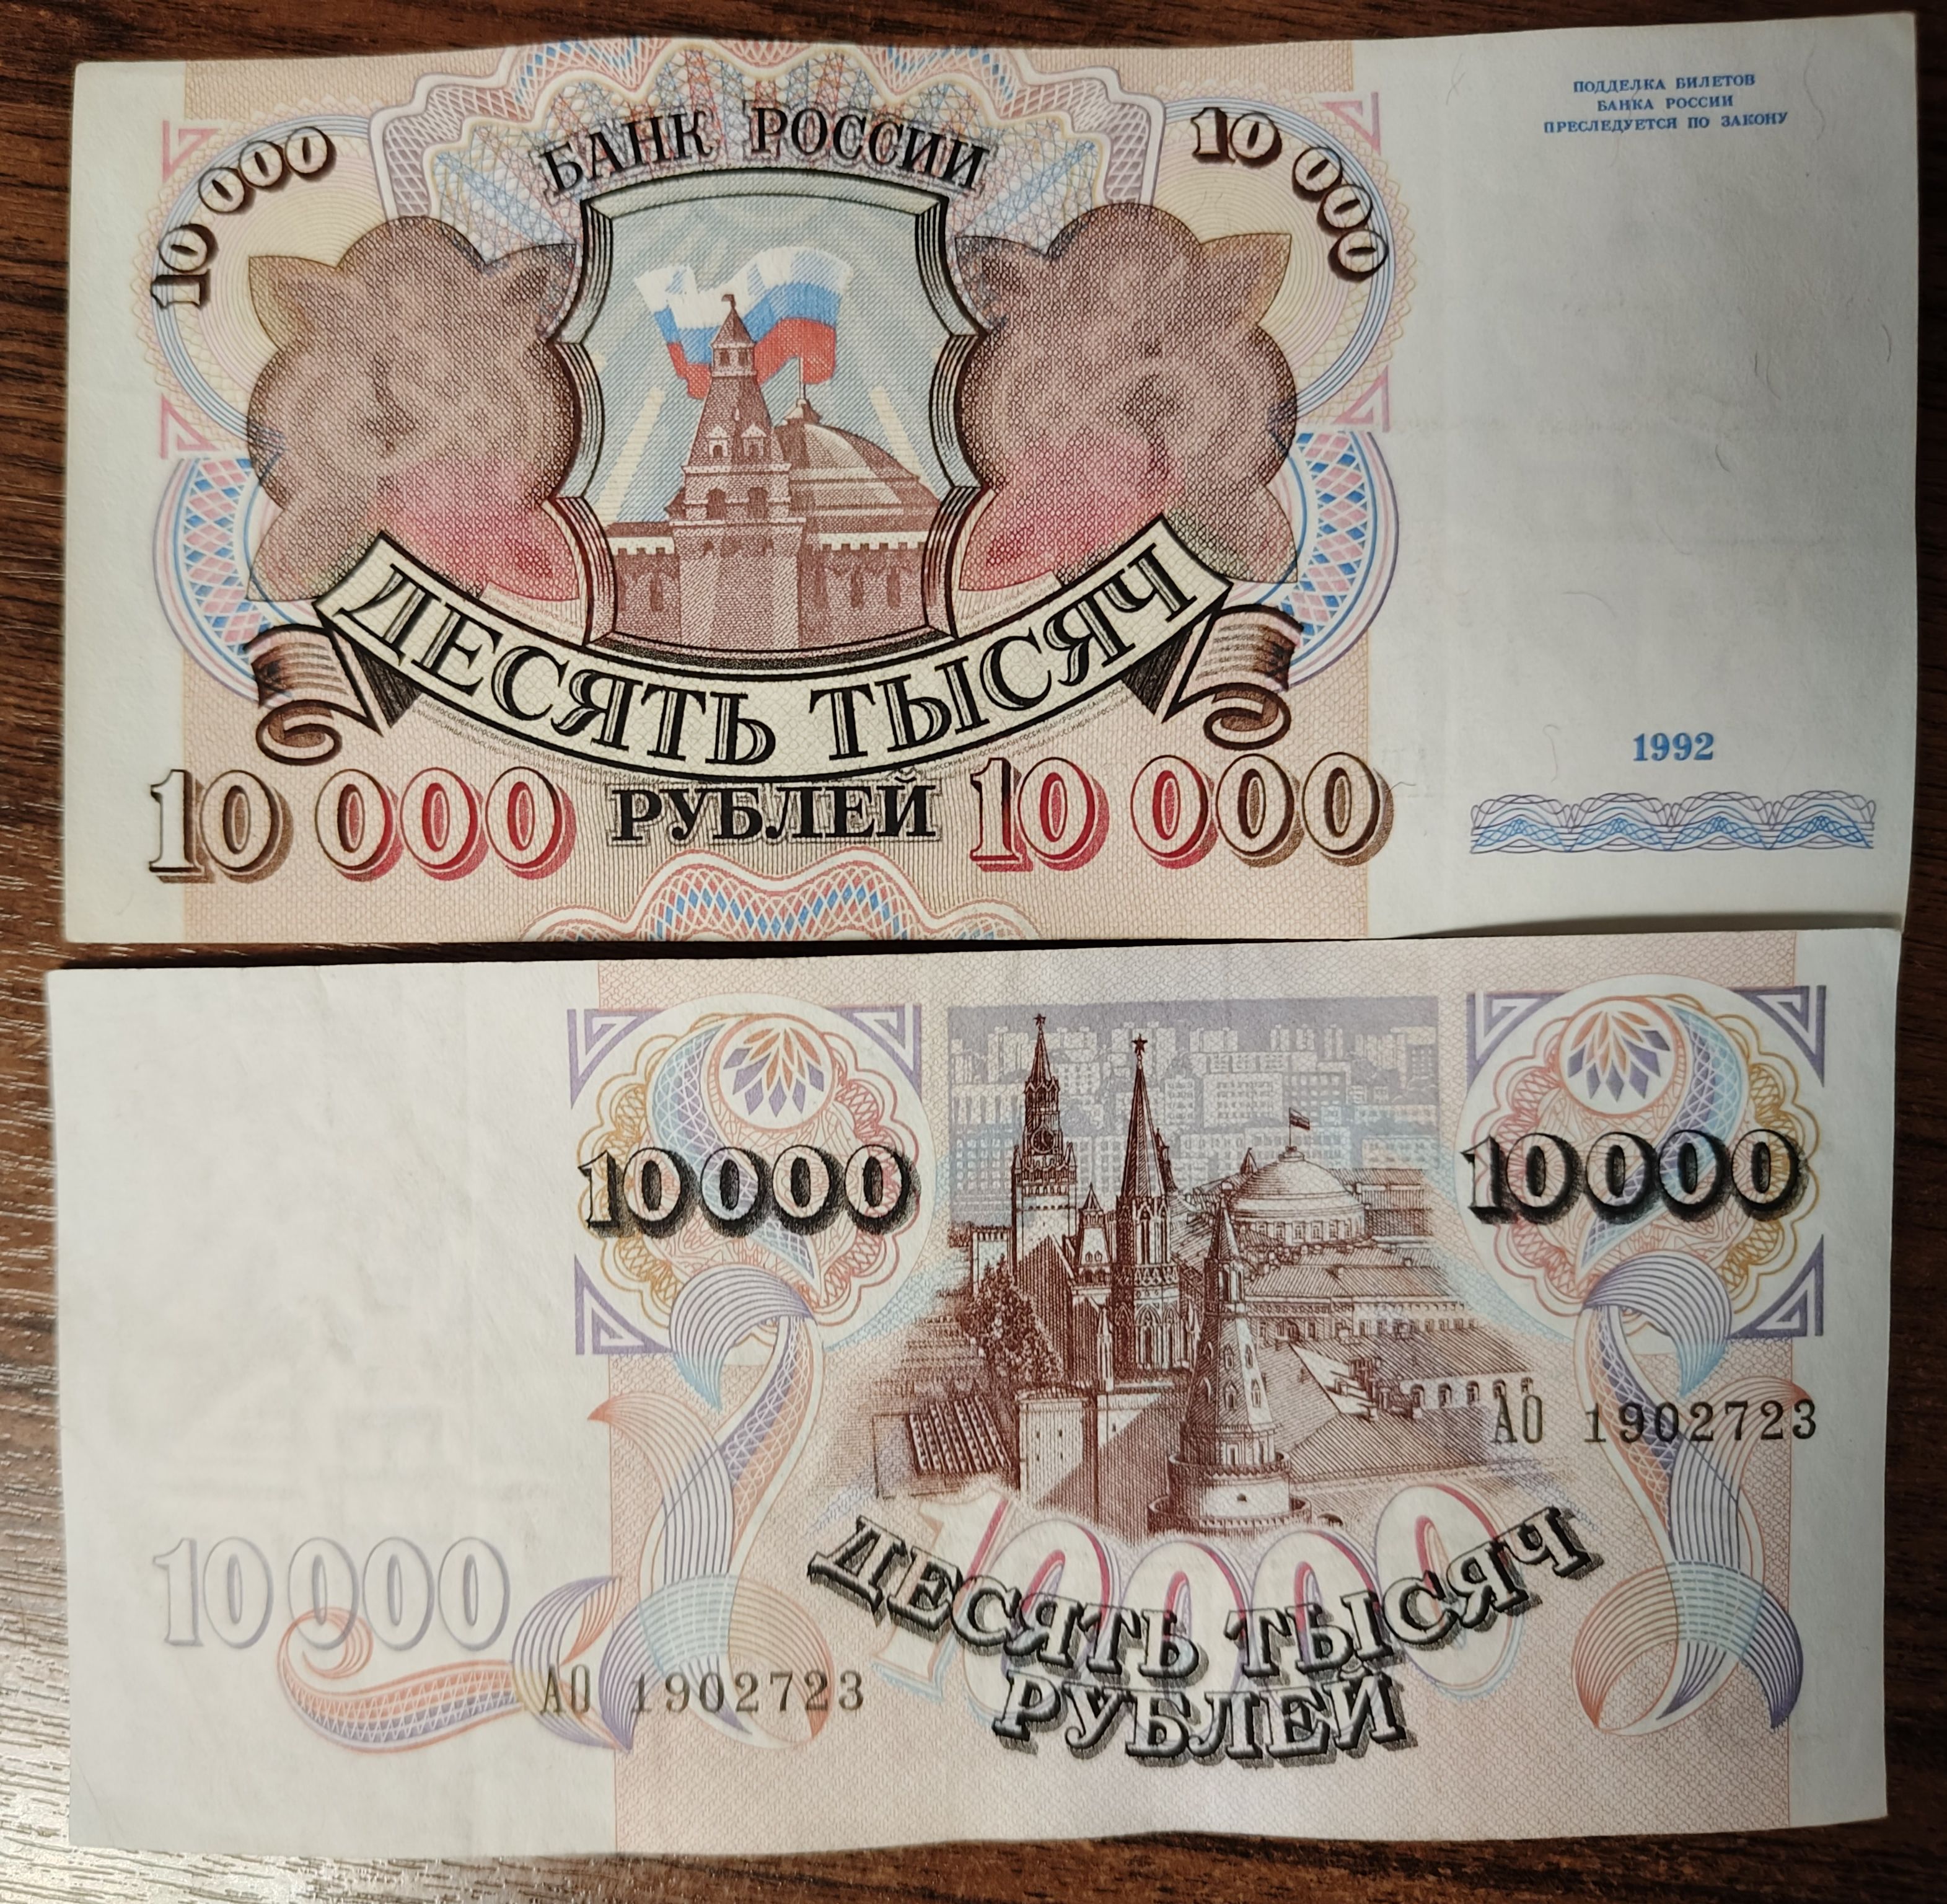 БАНК РОССИИ
10 000
10 000
ПОДДЕЛКА БИЛЕТОВ
БАНКА РОССИИ
ПРЕСЛЕДУЕТСЯ ПО ЗАКОНУ
ДЕСЯТЬ ТЫСЯЧ
1992
10 000 РУБЛЕЙ 10 000
10000
10000
АО 1902723
10000
ДЕСЯТЬ ТЫСЯЧ
РУБЛЕЙ
10 000
АО 1902723